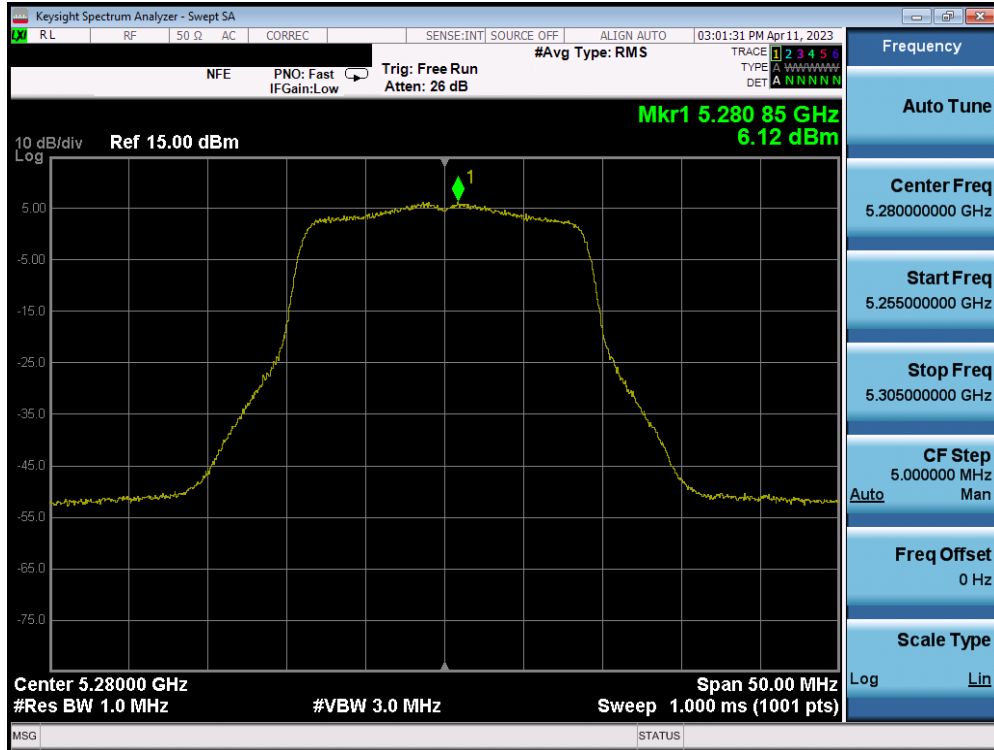 Keysight Spectrum Analyzer - Swept SA
LXI RL RF 50 Ω AC CORREC SENSE:INT SOURCE OFF ALIGN AUTO 03:01:31 PM Apr 11, 2023
Frequency
NFE PNO: Fast Trig: Free Run #Avg Type: RMS TRACE 1 2 3 4 5 6
IFGain:Low Atten: 26 dB TYPE A WWWWW
DET A N N N N N
Auto Tune
Mkr1 5.280 85 GHz
6.12 dBm
10 dB/div Ref 15.00 dBm
Log
1
5.00
-5.00
-15.0
-25.0
-35.0
-45.0
-55.0
-65.0
-75.0
Center Freq
5.280000000 GHz
Start Freq
5.255000000 GHz
Stop Freq
5.305000000 GHz
CF Step
5.000000 MHz
Auto Man
Freq Offset
0 Hz
Scale Type
Log Lin
Center 5.28000 GHz Span 50.00 MHz
#Res BW 1.0 MHz #VBW 3.0 MHz Sweep 1.000 ms (1001 pts)
MSG STATUS